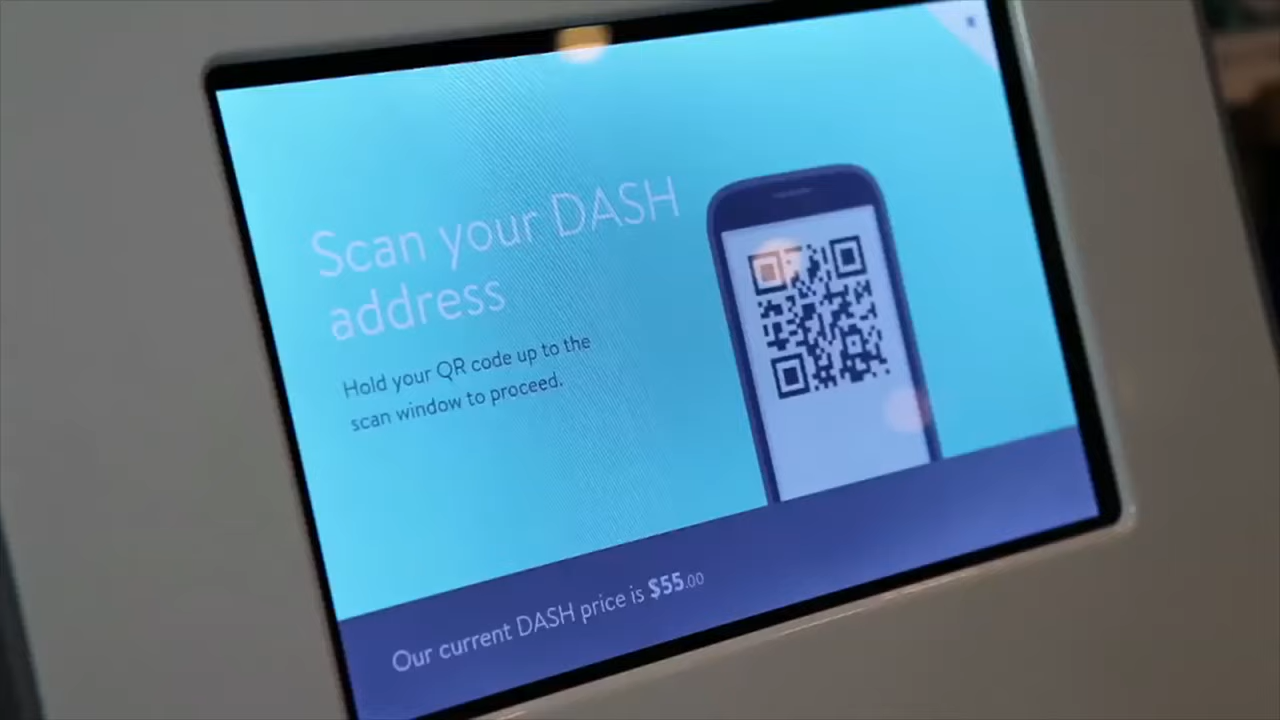 Scan your DASH
address
Hold your QR code up to the
scan window to proceed.
Our current DASH price is $55.00